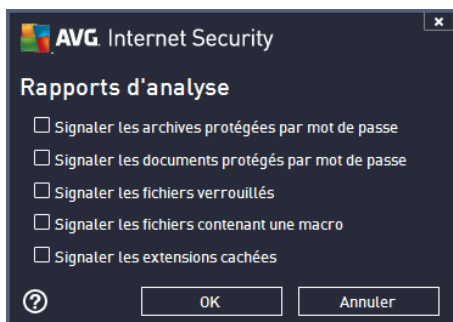 AVG. Internet Security
Rapports d'analyse
Signaler les archives protégées par mot de passe
Signaler les documents protégés par mot de passe
Signaler les fichiers verrouillés
Signaler les fichiers contenant une macro
Signaler les extensions cachées
? OK Annuler